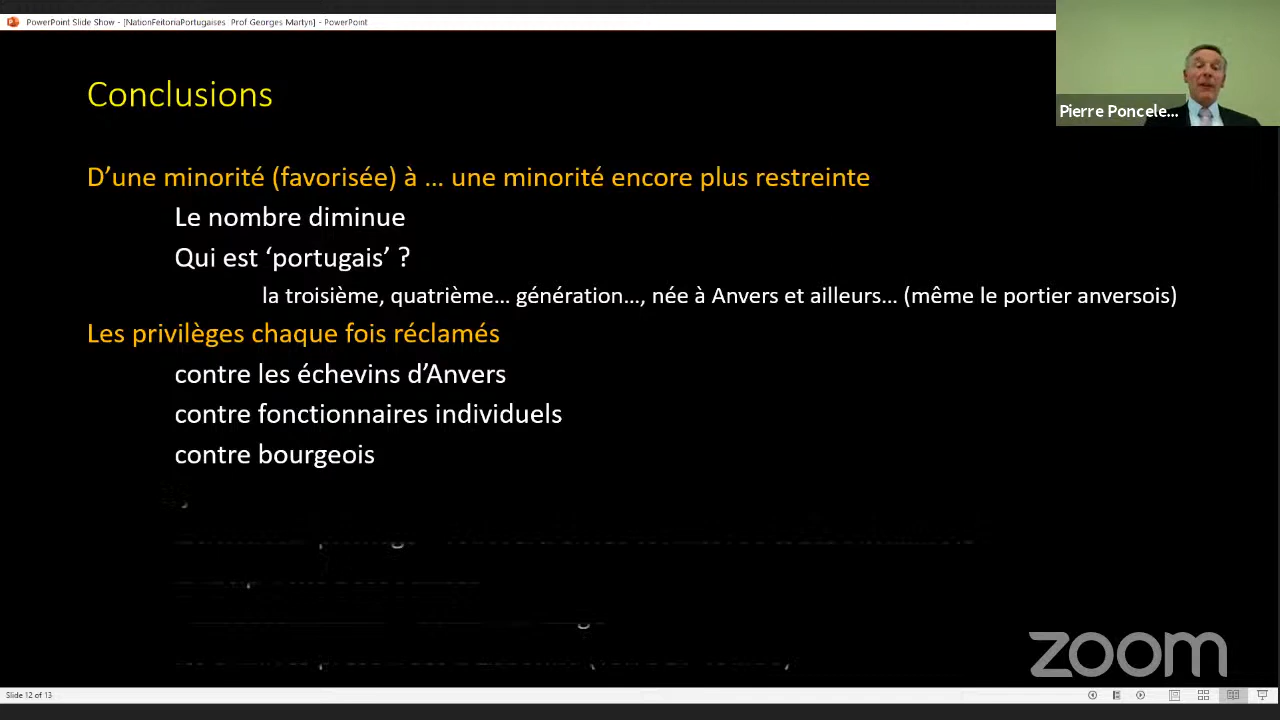 PowerPoint Slide Show - [NationFeitoriaPortugaises Prof Georges Martyn] - PowerPoint
Pierre Poncele...
Conclusions
D’une minorité (favorisée) à … une minorité encore plus restreinte
Le nombre diminue
Qui est ‘portugais’ ?
la troisième, quatrième… génération…, née à Anvers et ailleurs… (même le portier anversois)
Les privilèges chaque fois réclamés
contre les échevins d’Anvers
contre fonctionnaires individuels
contre bourgeois
zoom
Slide 12 of 13